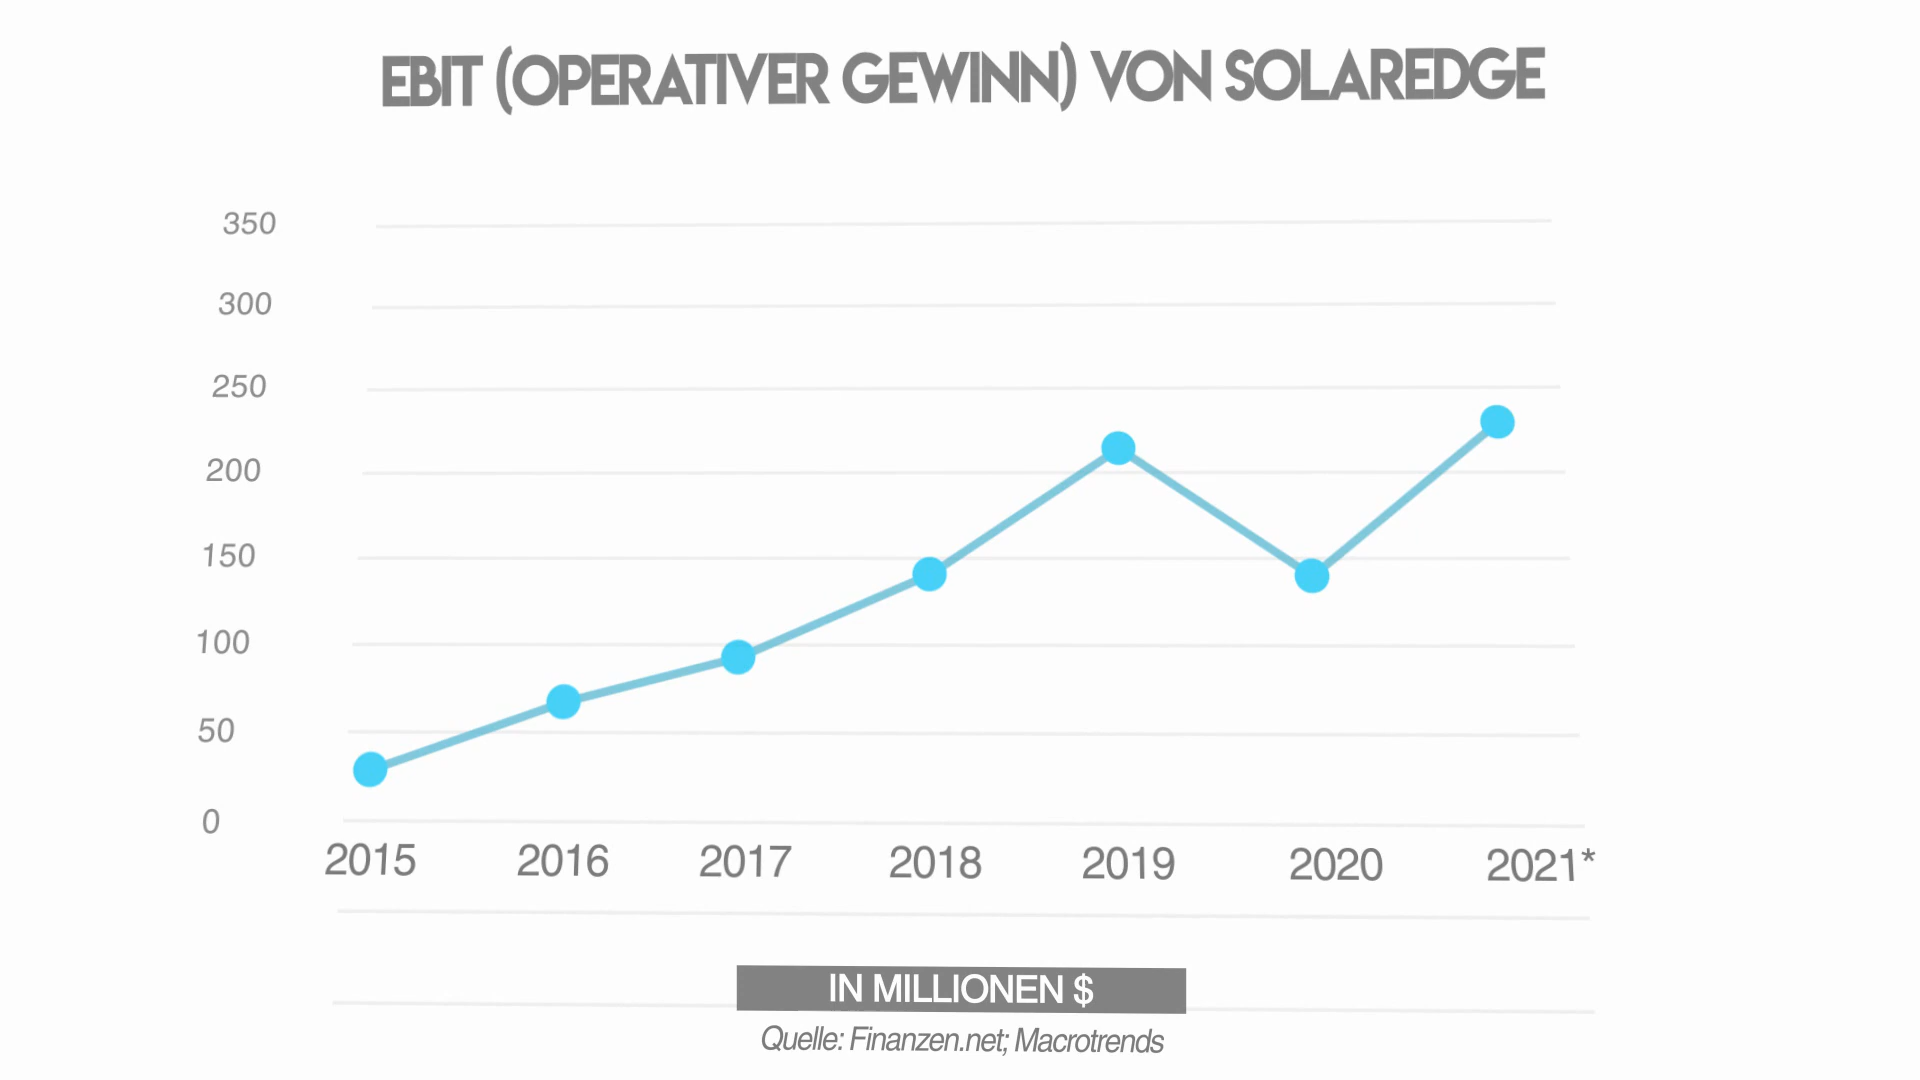 EBIT (OPERATIVER GEWINN) VON SOLAREDGE
350
300
250
200
150
100
50
0
2015 2016 2017 2018 2019 2020 2021*
IN MILLIONEN $
Quelle: Finanzen.net; Macrotrends